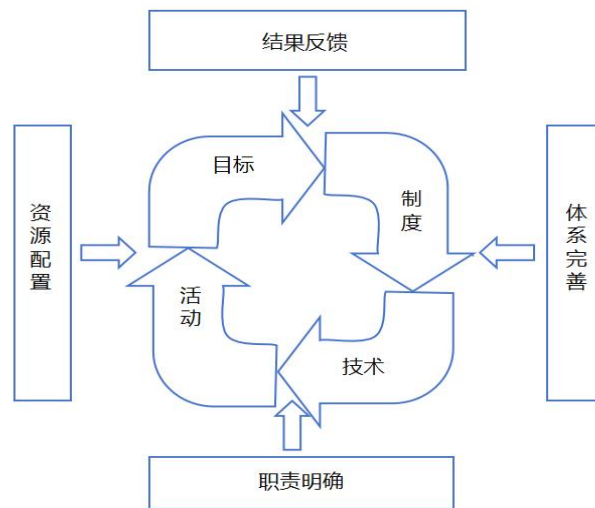 结果反馈
目标
制度
资源配置
体系完善
活动
技术
职责明确